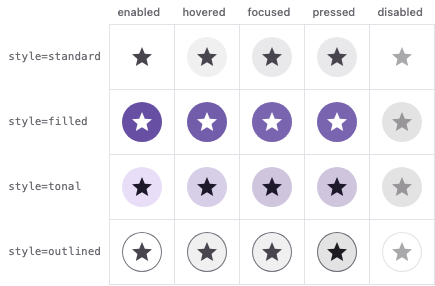 enabled hovered focused pressed disabled
style=standard
style=filled
style=tonal
style=outlined